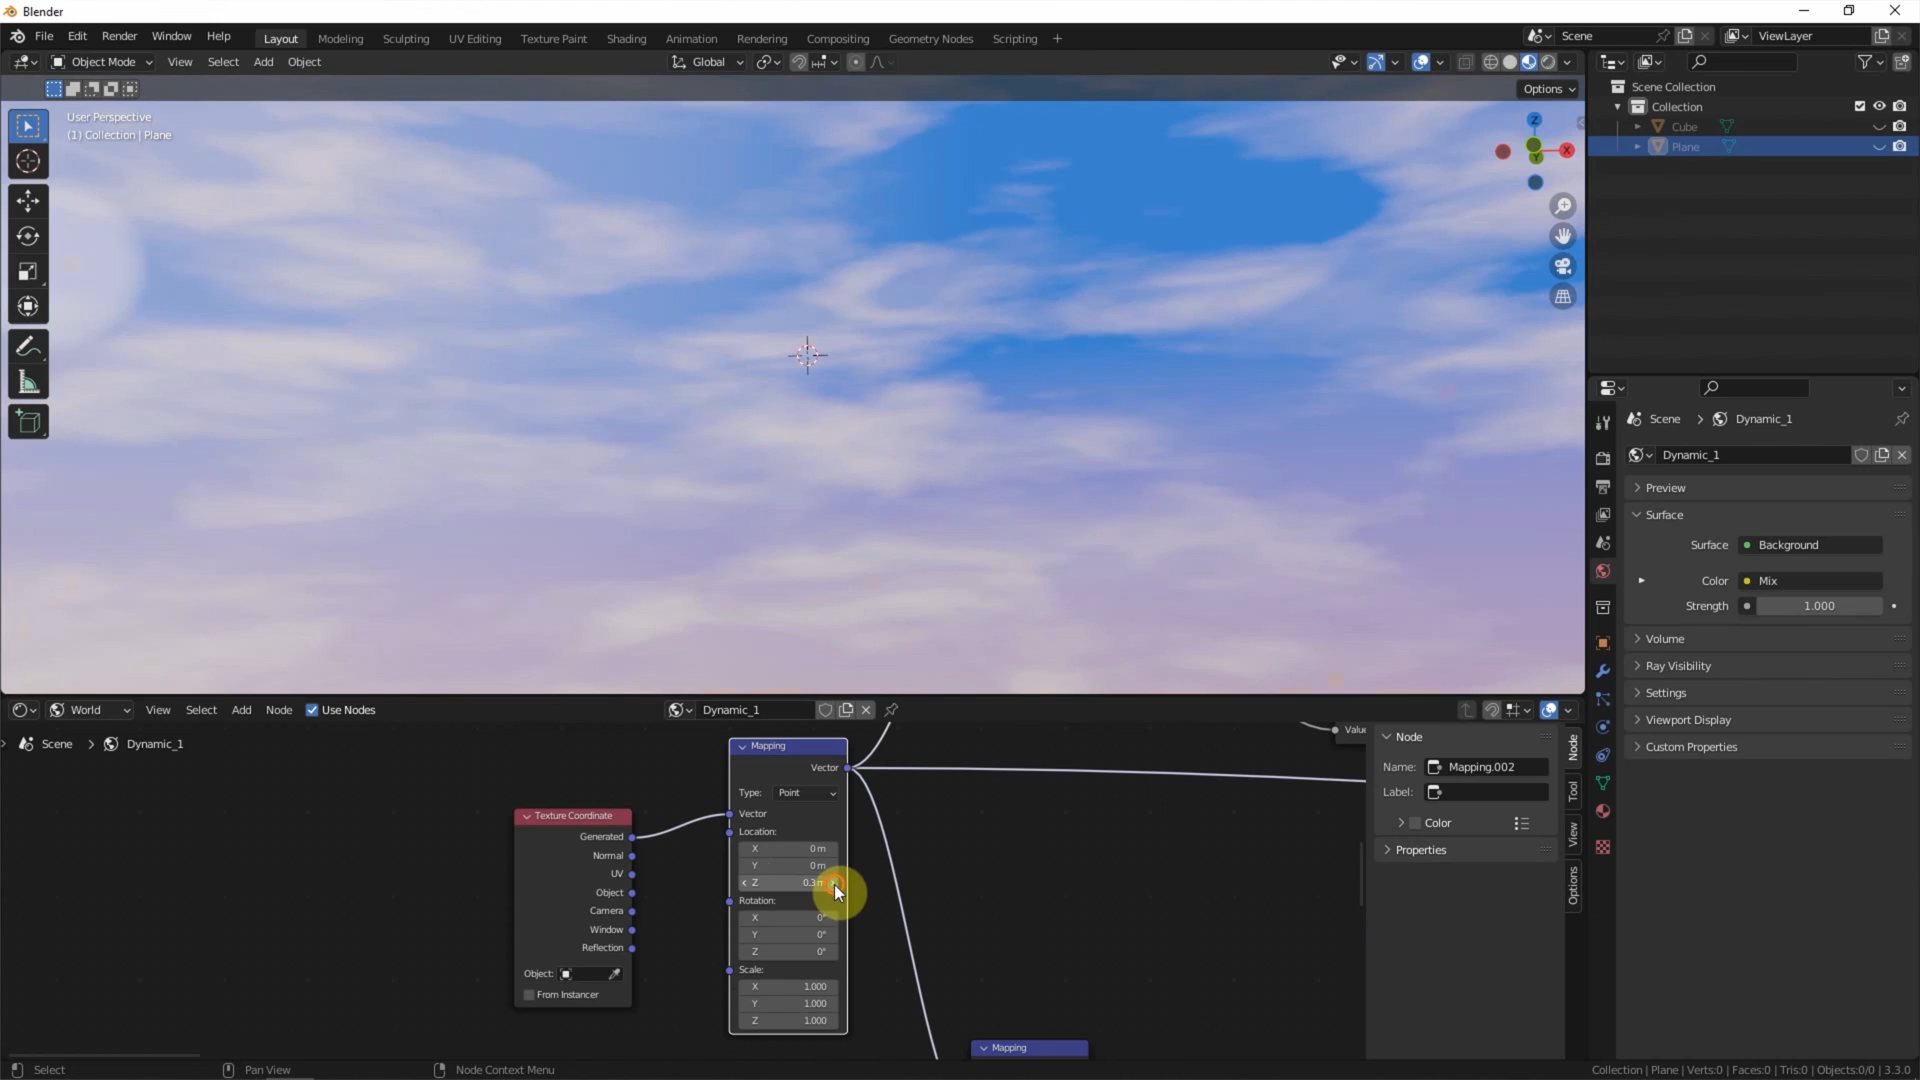 Blender
File Edit Render Window Help Layout Modeling Sculpting UV Editing Texture Paint Shading Animation Rendering Compositing Geometry Nodes Scripting + Scene ViewLayer
Object Mode View Select Add Object Global
Options
User Perspective
(1) Collection | Plane
Z
X
Y
Scene Collection
Collection
Cube
Plane
Scene > Dynamic_1
Dynamic_1
Preview
Surface
Surface Background
Color Mix
Strength 1.000
Volume
Ray Visibility
Settings
Viewport Display
Custom Properties
World View Select Add Node Use Nodes Dynamic_1
Scene > Dynamic_1
Mapping
Vector
Type: Point
Vector
Location:
X 0 m
Y 0 m
Z 0.3
Rotation:
X 0°
Y 0°
Z 0°
Scale:
X 1.000
Y 1.000
Z 1.000
Texture Coordinate
Generated
Normal
UV
Object
Camera
Window
Reflection
Object:
From Instancer
Mapping
Value
Node
Name: Mapping.002
Label:
Color
Properties
Node
Tool
View
Options
Select Pan View Node Context Menu Collection | Plane | Verts:0 | Faces:0 | Tris:0 | Objects:0/0 | 3.3.0